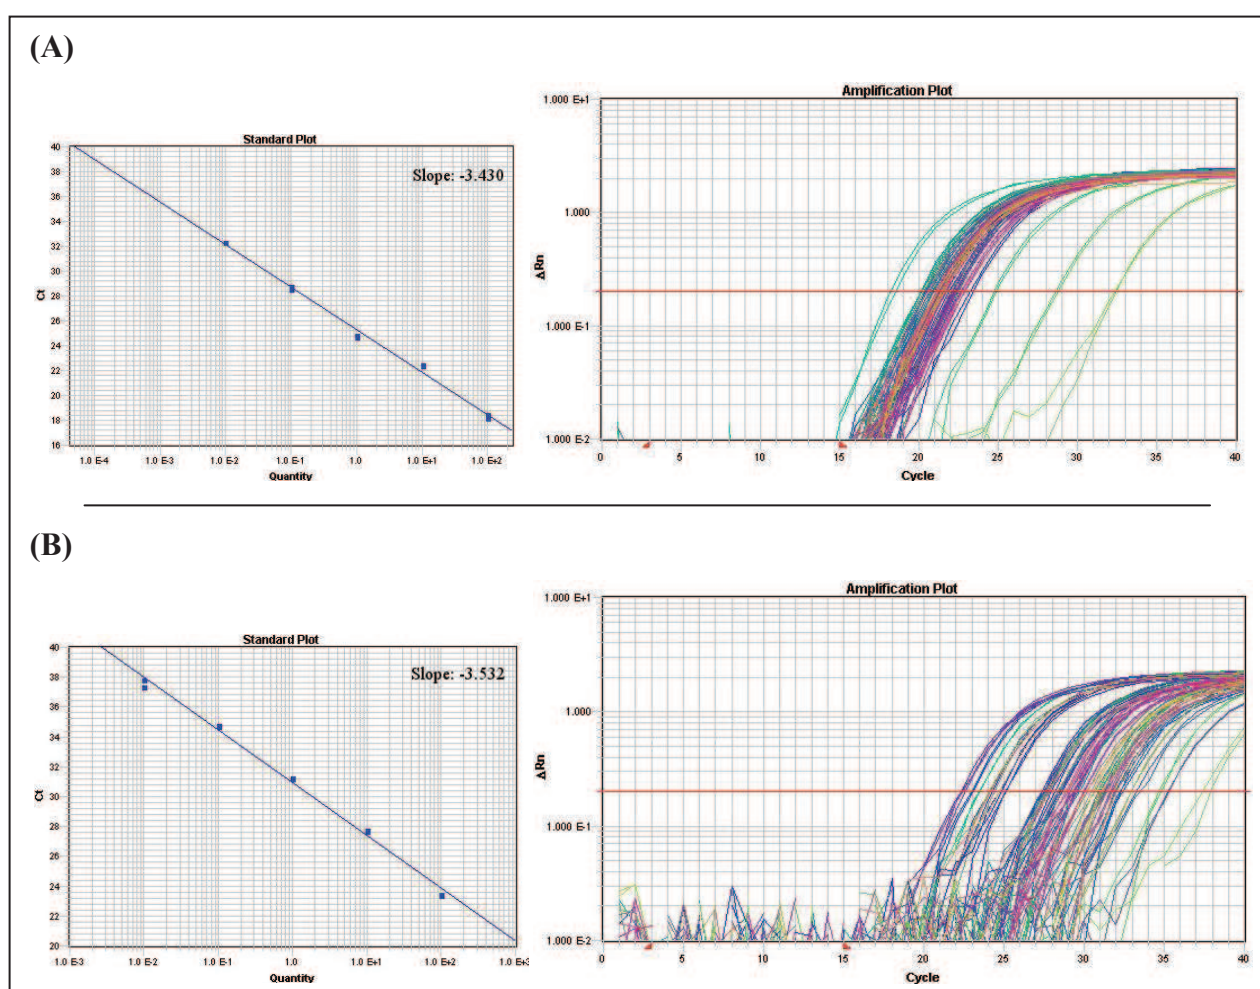 (A)
Standard Plot
Slope: -3.430
40
38
36
34
32
30
28
26
24
22
20
18
16
Ct
1.0 E-4 1.0 E-3 1.0 E-2 1.0 E-1 1.0 1.0 E+1 1.0 E+2
Quantity
Amplification Plot
1.000 E+1
1.000
1.000 E-1
1.000 E-2
ΔRn
0 5 10 15 20 25 30 35 40
Cycle
(B)
Standard Plot
Slope: -3.532
40
38
36
34
32
30
28
26
24
22
20
Ct
1.0 E-3 1.0 E-2 1.0 E-1 1.0 1.0 E+1 1.0 E+2 1.0 E+3
Quantity
Amplification Plot
1.000 E+1
1.000
1.000 E-1
1.000 E-2
ΔRn
0 5 10 15 20 25 30 35 40
Cycle